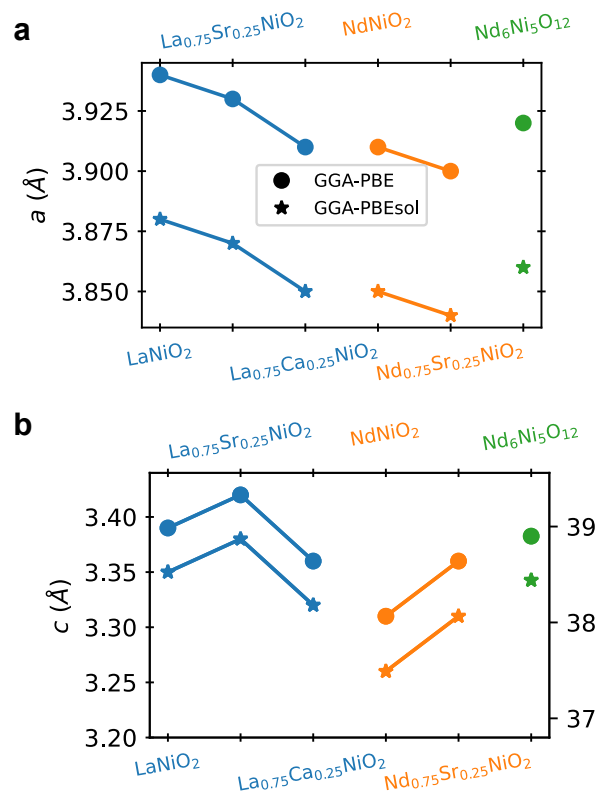 a
La0.75Sr0.25NiO2 NdNiO2 Nd6Ni5O12
3.925
3.900
3.875
3.850
a (Å)
GGA-PBE
GGA-PBEsol
LaNiO2 La0.75Ca0.25NiO2 Nd0.75Sr0.25NiO2
b
La0.75Sr0.25NiO2 NdNiO2 Nd6Ni5O12
3.40
3.35
3.30
3.25
3.20
c (Å)
39
38
37
LaNiO2 La0.75Ca0.25NiO2 Nd0.75Sr0.25NiO2